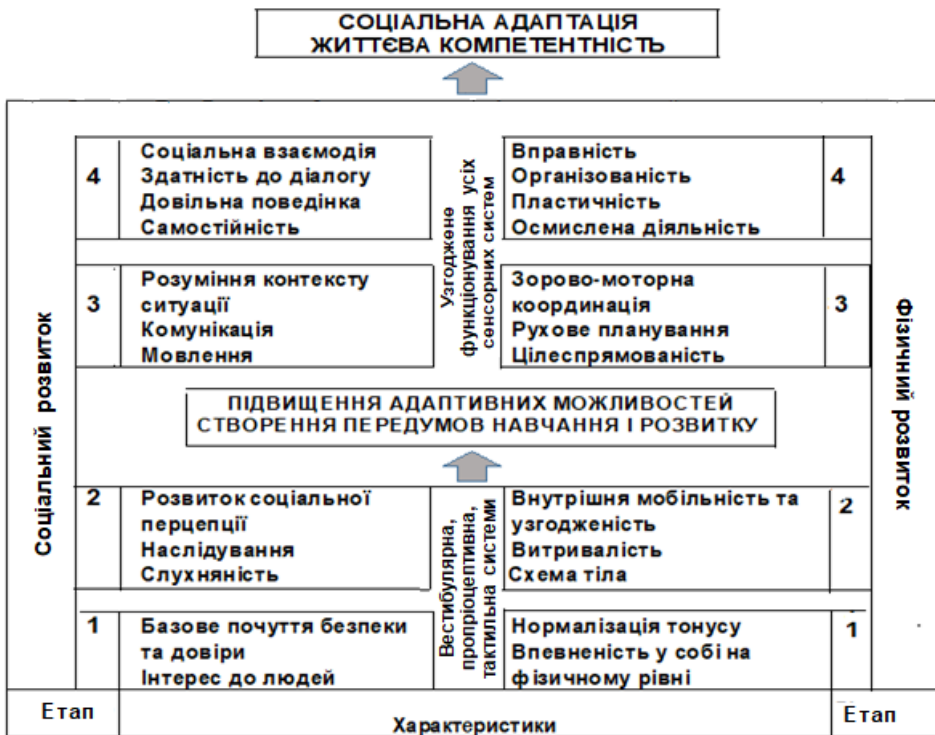 СОЦІАЛЬНА АДАПТАЦІЯ
ЖИТТЄВА КОМПЕТЕНТНІСТЬ
Соціальний розвиток
4
Соціальна взаємодія
Здатність до діалогу
Довільна поведінка
Самостійність
Узгоджене
функціонування усіх
сенсорних систем
Вправність
Організованість
Пластичність
Осмислена діяльність
4
3
Розуміння контексту
ситуації
Комунікація
Мовлення
Зорово-моторна
координація
Рухове планування
Цілеспрямованість
3
Фізичний розвиток
ПІДВИЩЕННЯ АДАПТИВНИХ МОЖЛИВОСТЕЙ
СТВОРЕННЯ ПЕРЕДУМОВ НАВЧАННЯ І РОЗВИТКУ
2
Розвиток соціальної
перцепції
Наслідування
Слухняність
Вестибулярна,
пропріоцептивна,
тактильна системи
Внутрішня мобільність та
узгодженість
Витривалість
Схема тіла
2
1
Базове почуття безпеки
та довіри
Інтерес до людей
Нормалізація тонусу
Впевненість у собі на
фізичному рівні
1
Етап
Характеристики
Етап